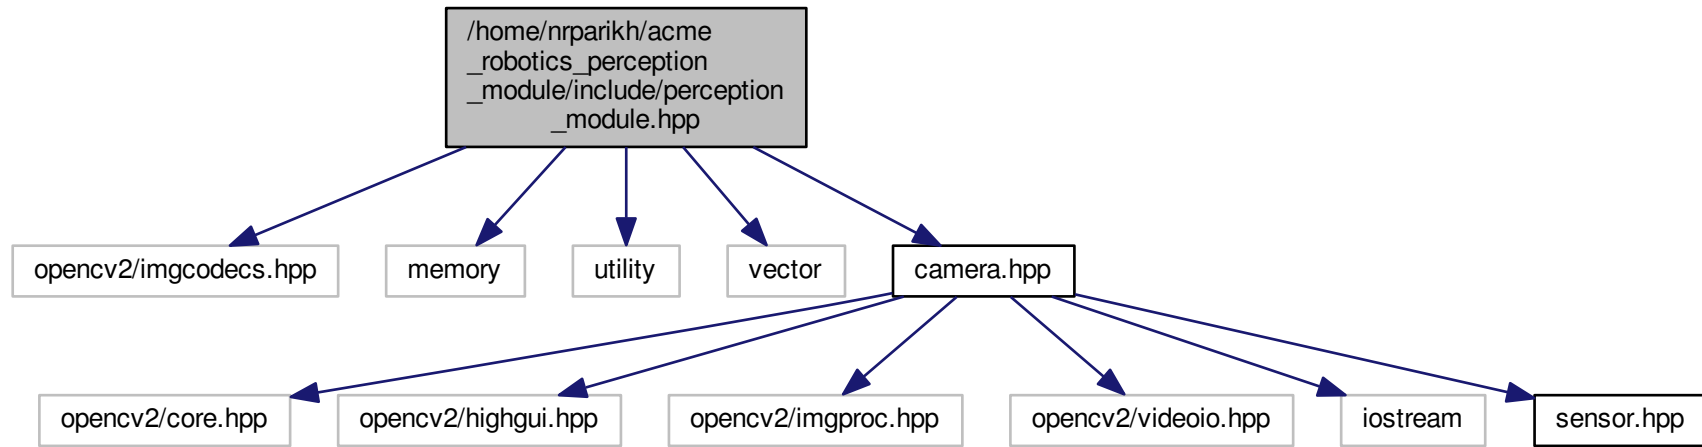 /home/nrparikh/acme
_robotics_perception
_module/include/perception
_module.hpp
opencv2/imgcodecs.hpp
memory
utility
vector
camera.hpp
opencv2/core.hpp
opencv2/highgui.hpp
opencv2/imgproc.hpp
opencv2/videoio.hpp
iostream
sensor.hpp